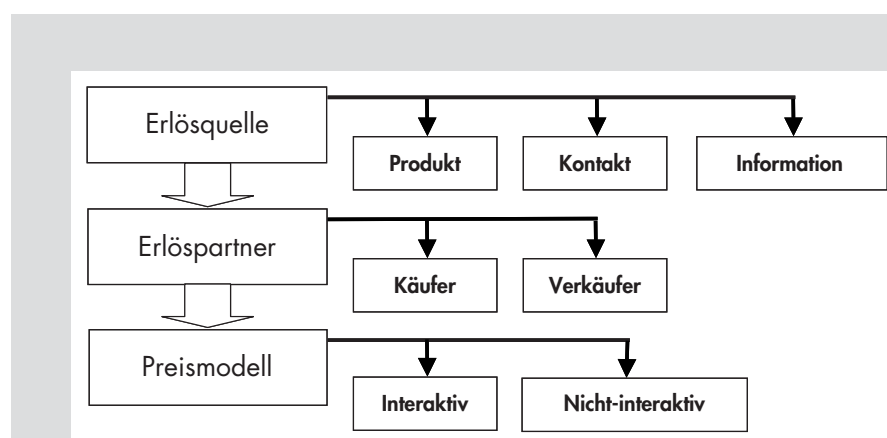 Erlösquelle
Produkt
Kontakt
Information
Erlöspartner
Käufer
Verkäufer
Preismodell
Interaktiv
Nicht-interaktiv